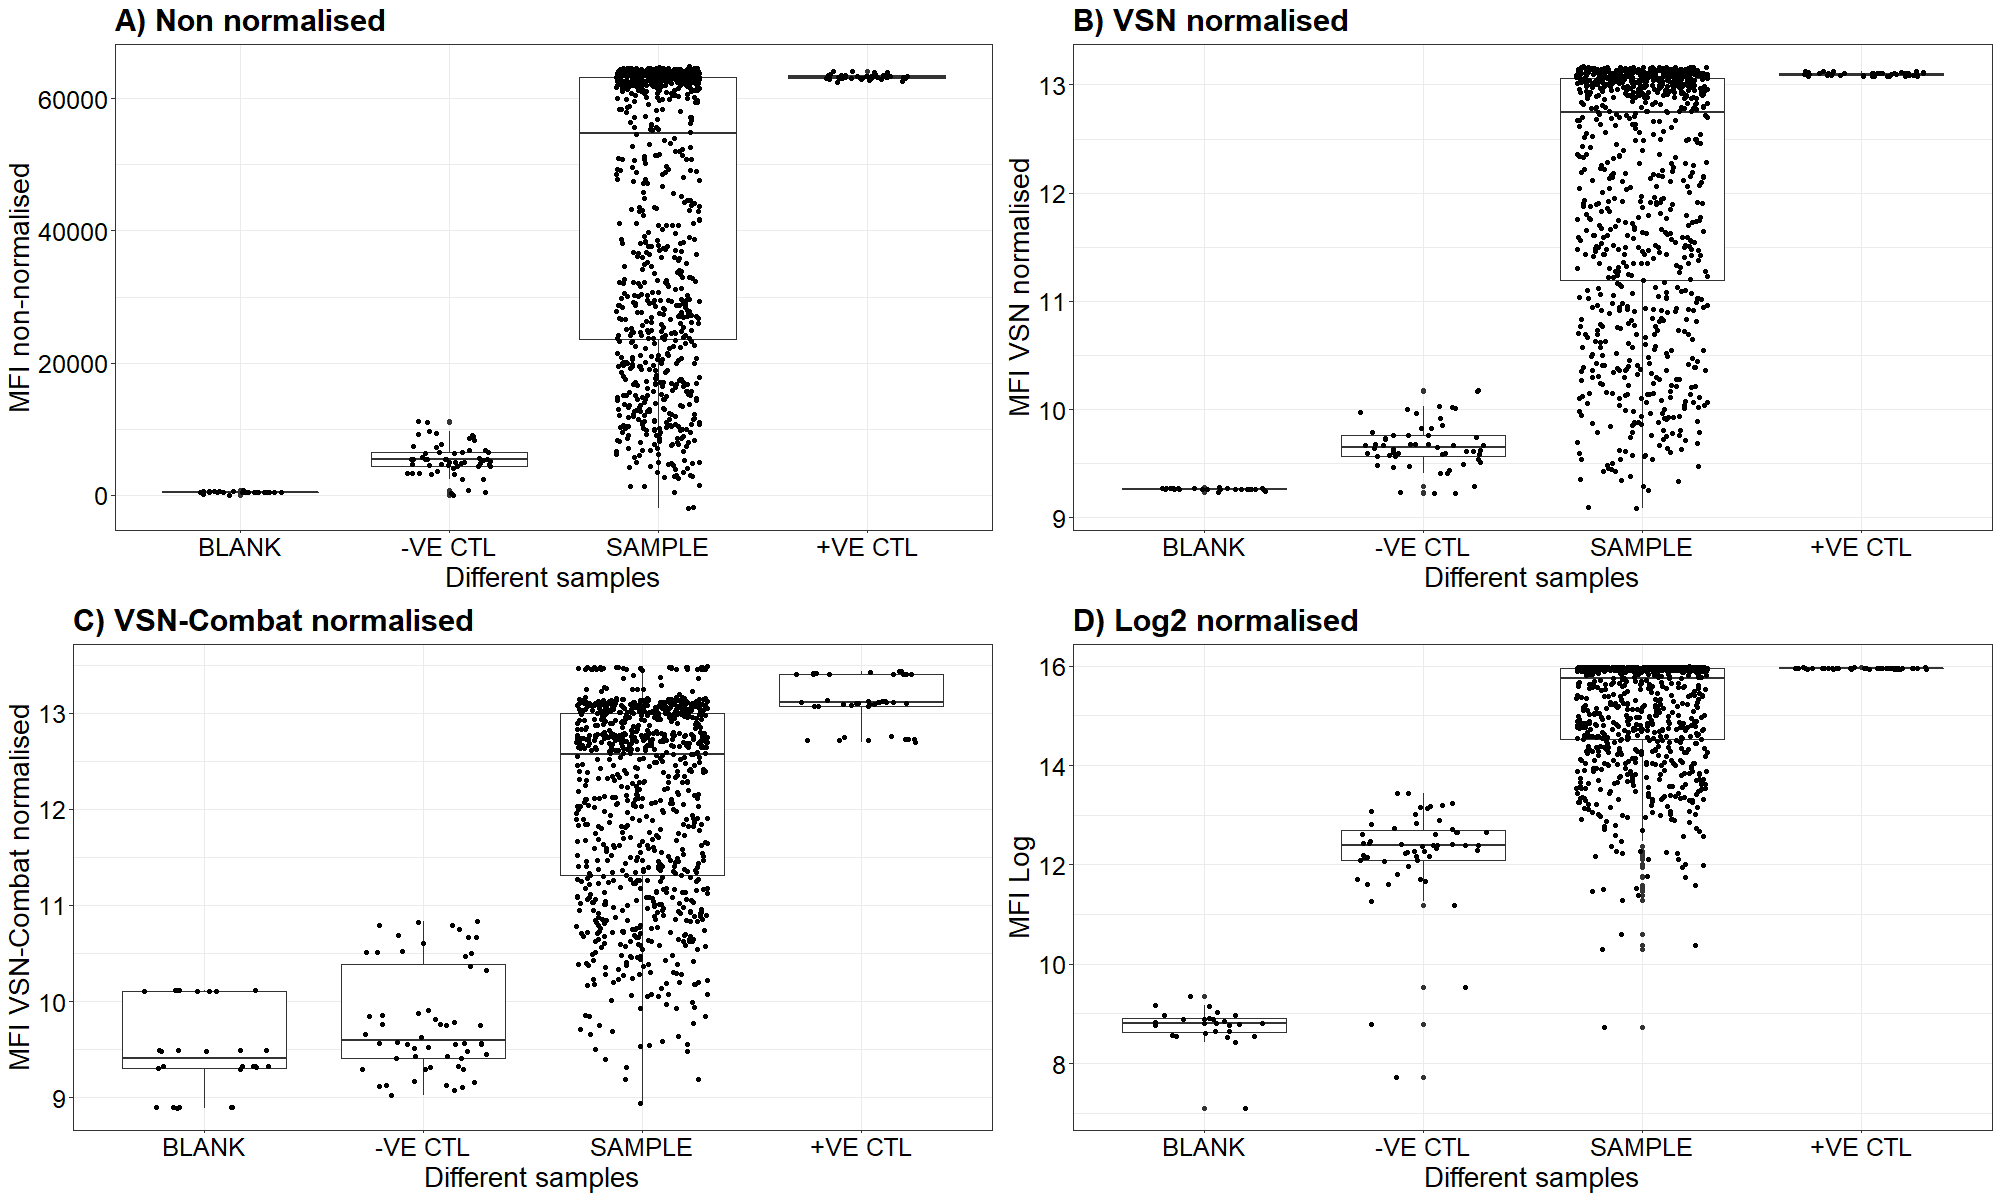 A) Non normalised
MFI non-normalised
60000
40000
20000
0
BLANK -VE CTL SAMPLE +VE CTL
Different samples
B) VSN normalised
MFI VSN normalised
13
12
11
10
9
BLANK -VE CTL SAMPLE +VE CTL
Different samples
C) VSN-Combat normalised
MFI VSN-Combat normalised
13
12
11
10
9
BLANK -VE CTL SAMPLE +VE CTL
Different samples
D) Log2 normalised
MFI Log
16
14
12
10
8
BLANK -VE CTL SAMPLE +VE CTL
Different samples